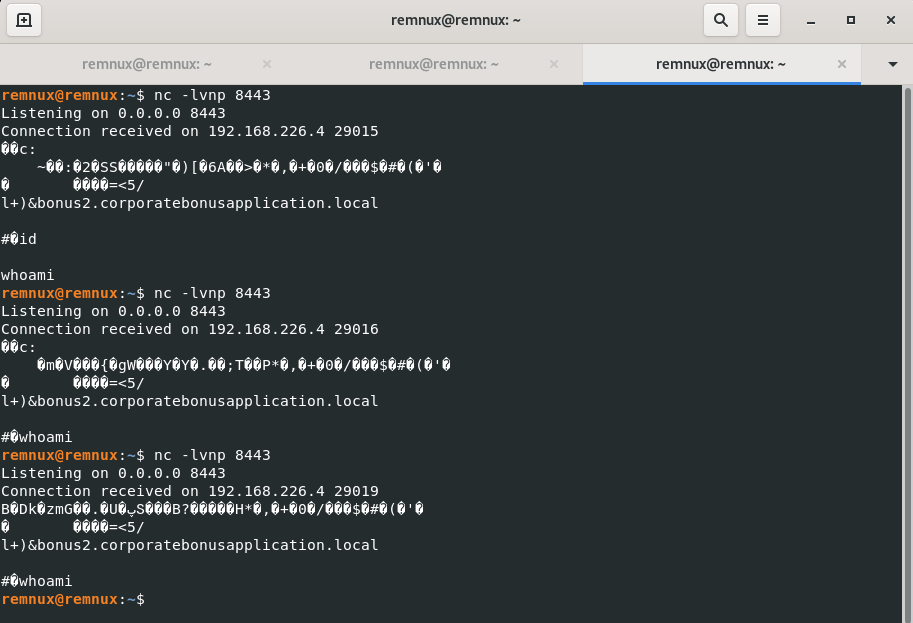 remnux@remnux: ~
remnux@remnux: ~
remnux@remnux: ~
remnux@remnux: ~
remnux@remnux:~$ nc -lvnp 8443
Listening on 0.0.0.0 8443
Connection received on 192.168.226.4 29015
��c:
~��:�2�SS�����"�)[�6A��>�*�,�+�0�/���$�#�(�'�
� ����=<5/
l+)&bonus2.corporatebonusapplication.local
#�id
whoami
remnux@remnux:~$ nc -lvnp 8443
Listening on 0.0.0.0 8443
Connection received on 192.168.226.4 29016
��c:
�m�V���{�gW���Y�Y�.��;T��P*�,�+�0�/���$�#�(�'�
� ����=<5/
l+)&bonus2.corporatebonusapplication.local
#�whoami
remnux@remnux:~$ nc -lvnp 8443
Listening on 0.0.0.0 8443
Connection received on 192.168.226.4 29019
B�Dk�zmG��.�U�S���B?�����H*�,�+�0�/���$�#�(�'�
� ����=<5/
l+)&bonus2.corporatebonusapplication.local
#�whoami
remnux@remnux:~$